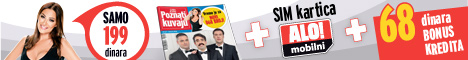 SAMO
199
dinara
Poznati
kuvaju
+
SIM kartica
ALO!
mobilni
+
68
dinara
BONUS
KREDITA